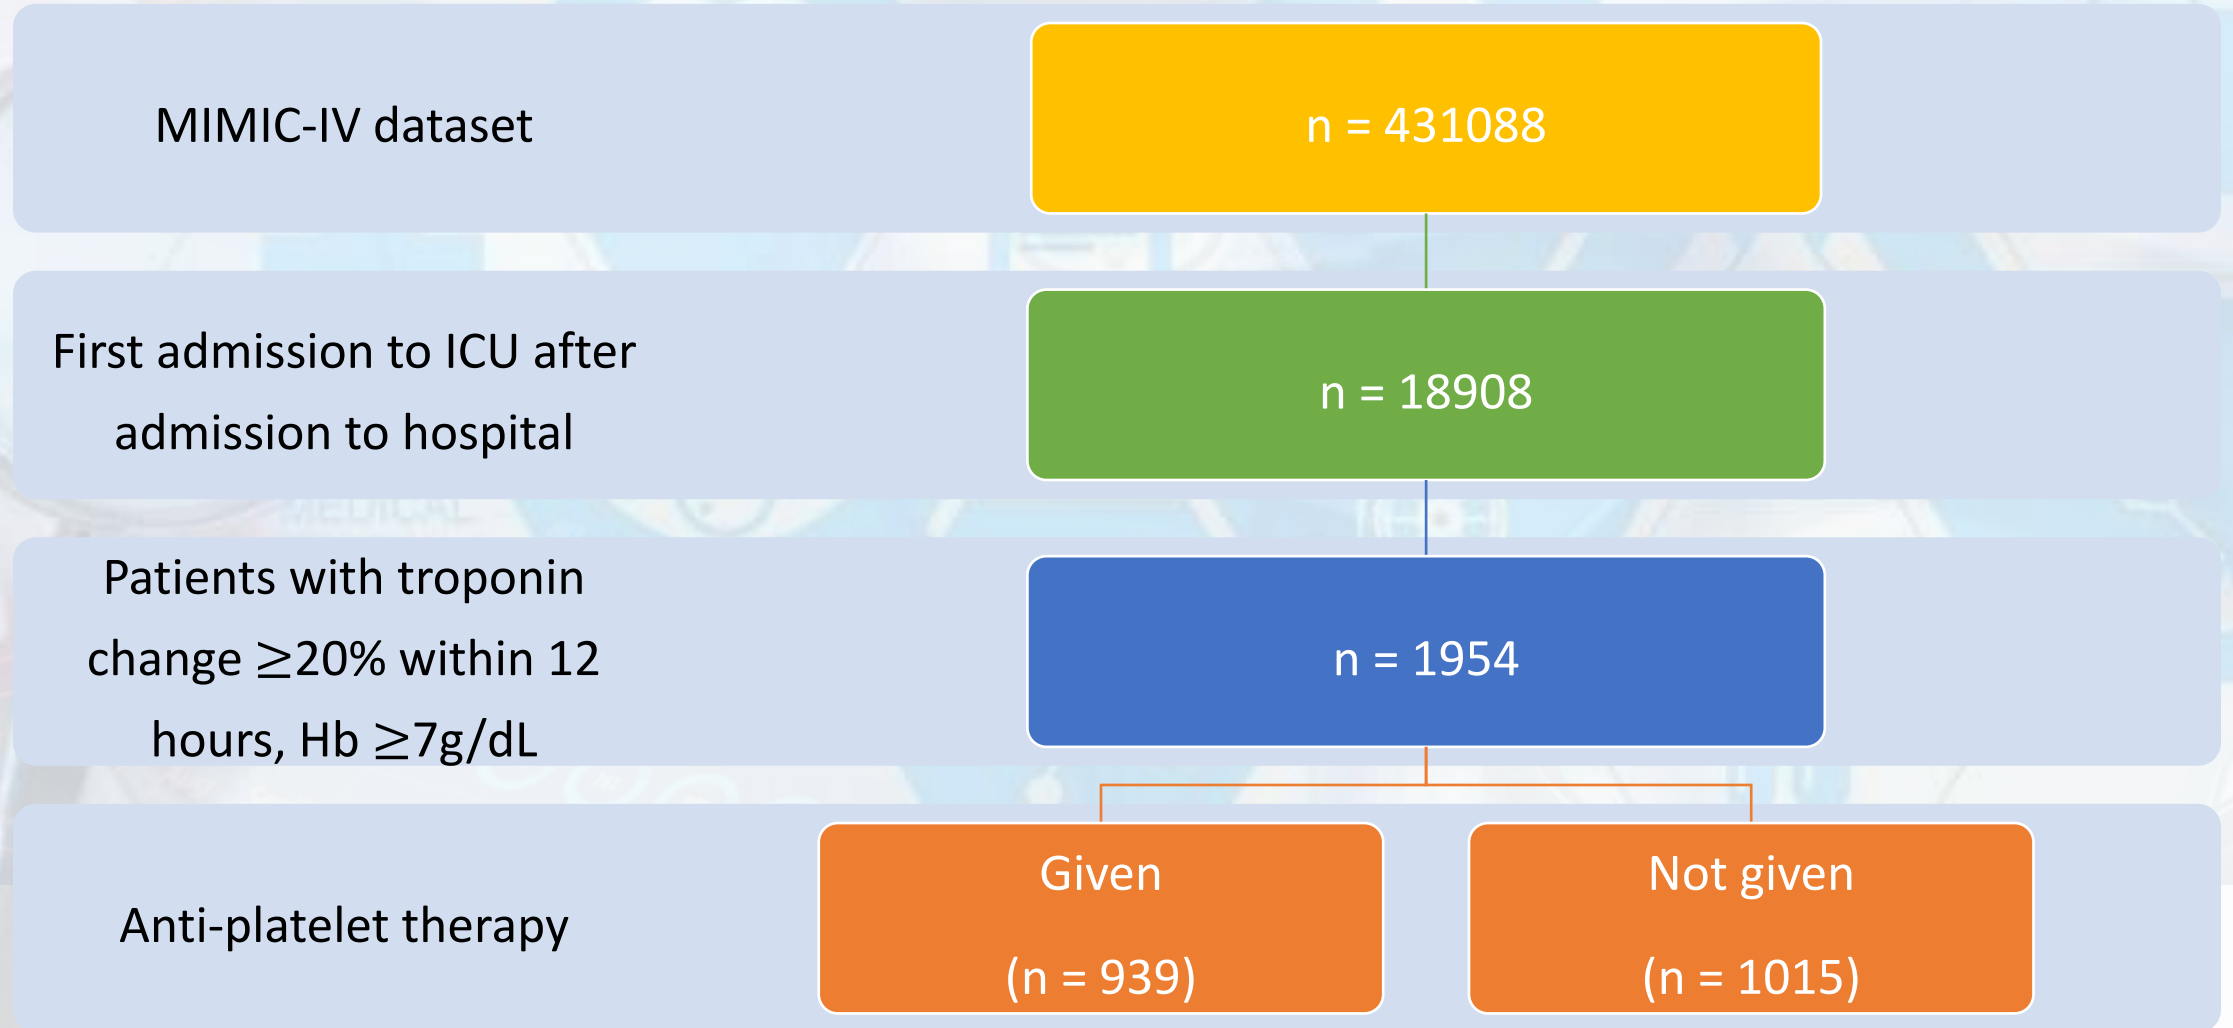 MIMIC-IV dataset
n = 431088
First admission to ICU after
admission to hospital
n = 18908
MEDICAL
Patients with troponin
change ≥20% within 12
hours, Hb ≥7g/dL
n = 1954
Anti-platelet therapy
Given
(n = 939)
Not given
(n = 1015)